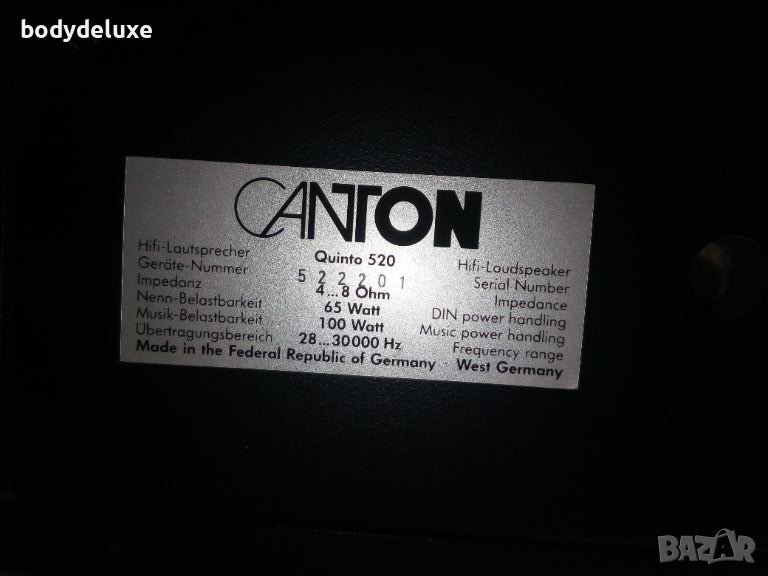 bodydeluxe
CANTON
Hifi-Lautsprecher Quinto 520 Hifi-Loudspeaker
Geräte-Nummer 522201 Serial Number
Impedanz 4...8 Ohm Impedance
Nenn-Belastbarkeit 65 Watt DIN power handling
Musik-Belastbarkeit 100 Watt Music power handling
Übertragungsbereich 28...30000 Hz Frequency range
Made in the Federal Republic of Germany · West Germany
BAZAR